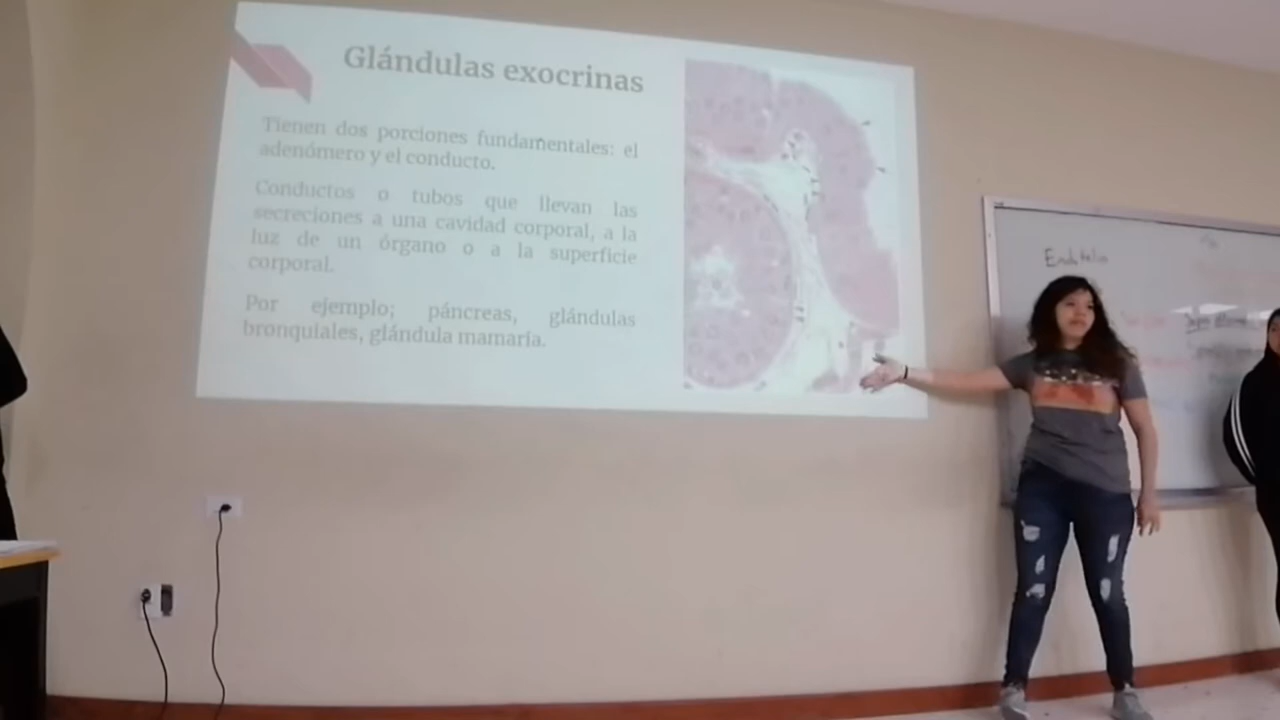 Glándulas exocrinas
Tienen dos porciones fundamentales: el
adenómero y el conducto.
Conductos o tubos que llevan las
secreciones a una cavidad corporal, a la
luz de un órgano o a la superficie
corporal.
Por ejemplo; páncreas, glándulas
bronquiales, glándula mamaria.
Endotelio